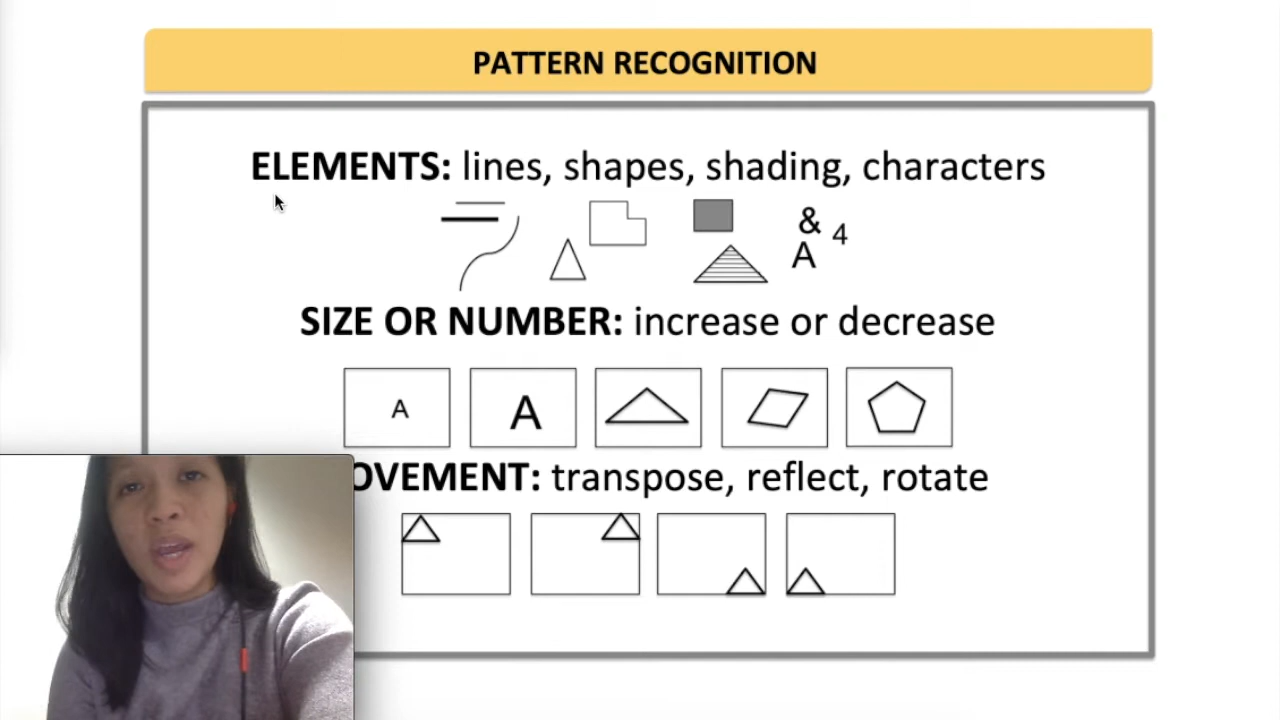 PATTERN RECOGNITION
ELEMENTS: lines, shapes, shading, characters
& 4
A
SIZE OR NUMBER: increase or decrease
A A
OVEMENT: transpose, reflect, rotate